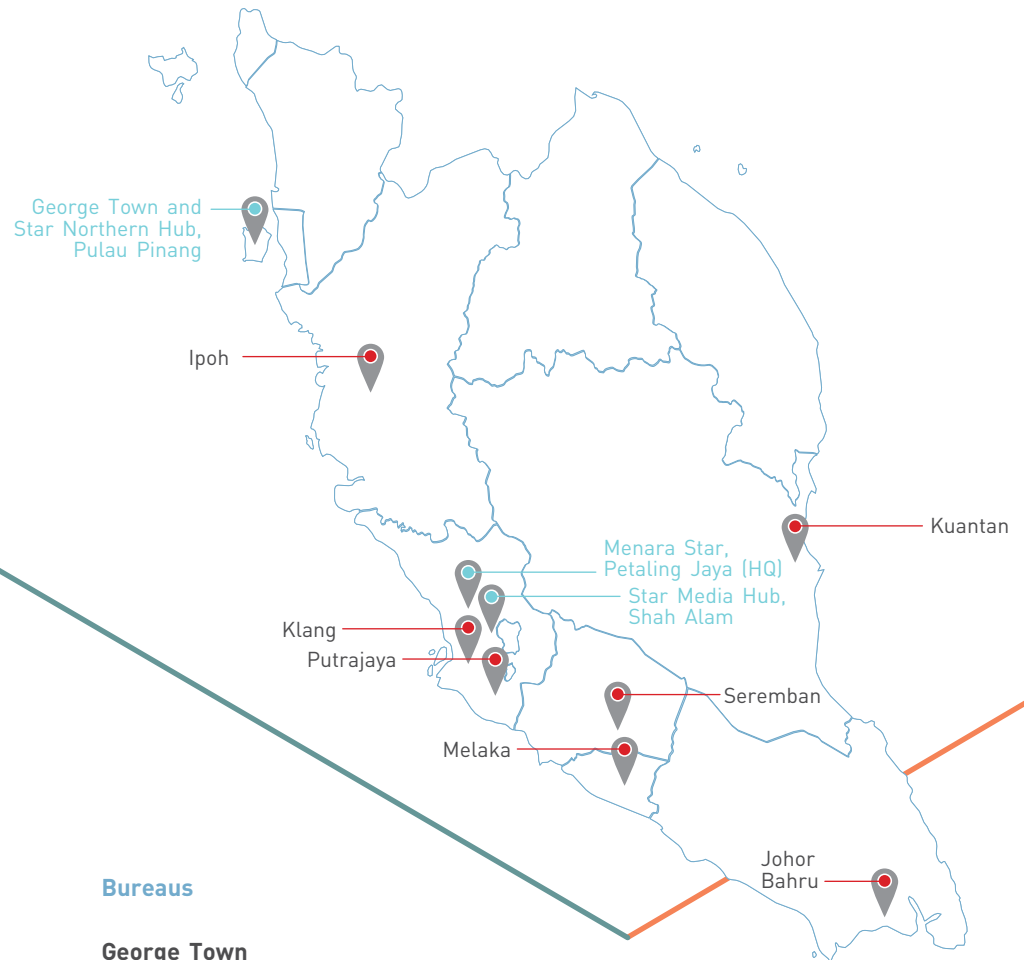 George Town and
Star Northern Hub,
Pulau Pinang
Ipoh
Kuantan
Menara Star,
Petaling Jaya (HQ)
Star Media Hub,
Shah Alam
Klang
Putrajaya
Seremban
Melaka
Johor
Bahru
Bureaus
George Town